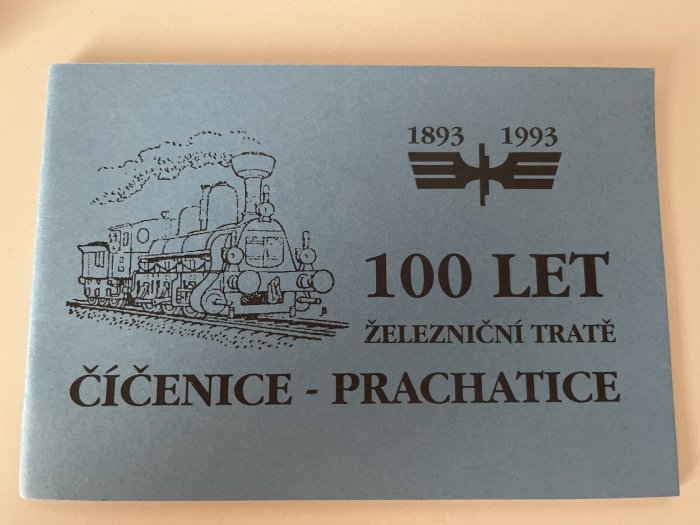 1893 1993
100 LET
ŽELEZNIČNÍ TRATĚ
ČÍČENICE - PRACHATICE